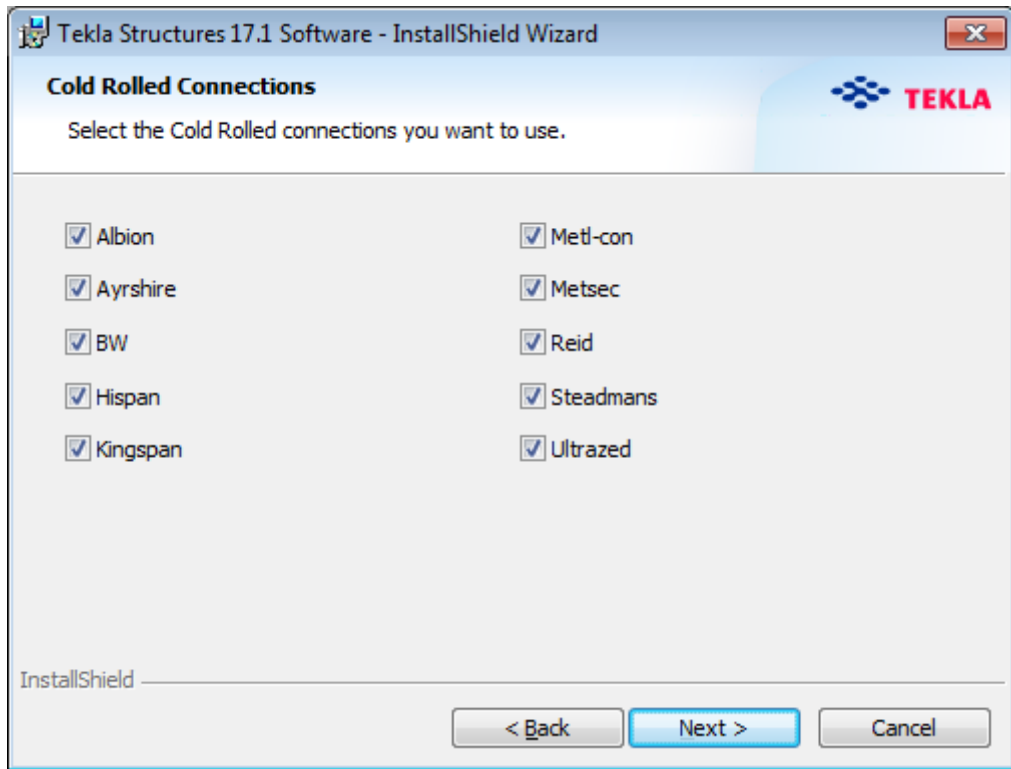 Tekla Structures 17.1 Software - InstallShield Wizard
Cold Rolled Connections
TEKLA
Select the Cold Rolled connections you want to use.
Albion
Metl-con
Ayrshire
Metsec
BW
Reid
Hispan
Steadmans
Kingspan
Ultrazed
InstallShield
< Back
Next >
Cancel